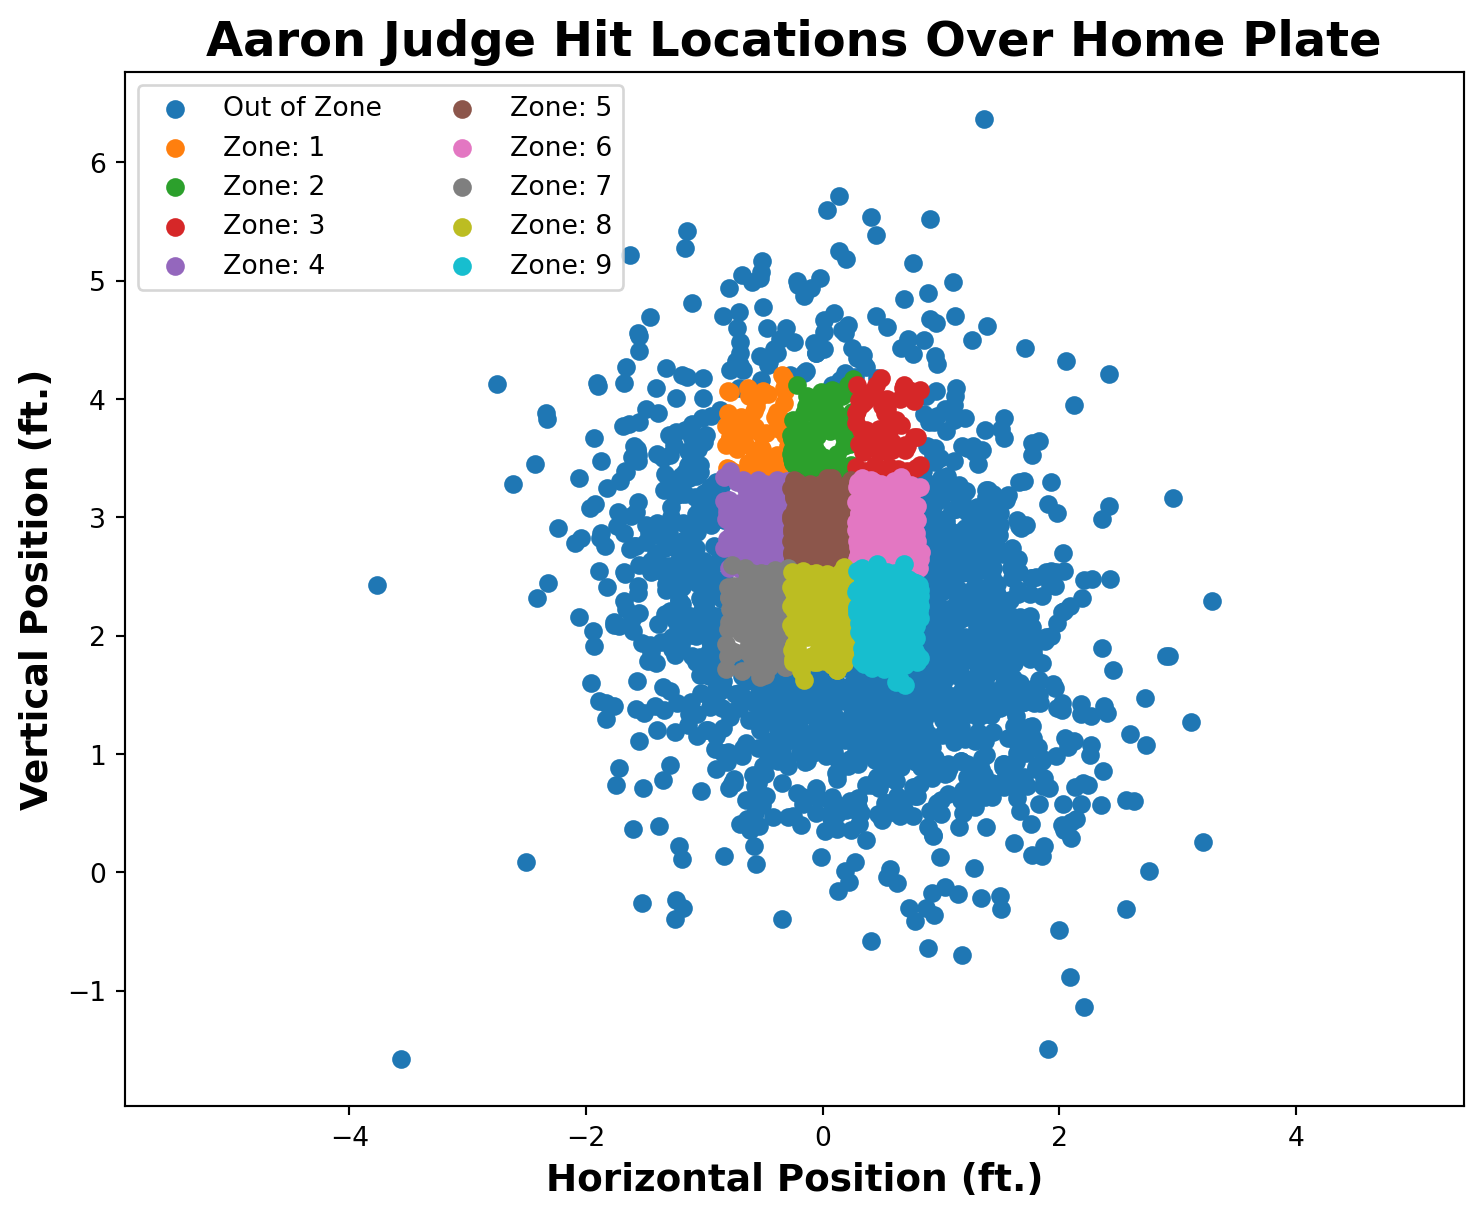 Aaron Judge Hit Locations Over Home Plate
Out of Zone
Zone: 1
Zone: 2
Zone: 3
Zone: 4
Zone: 5
Zone: 6
Zone: 7
Zone: 8
Zone: 9
6
5
4
3
2
1
0
−1
Vertical Position (ft.)
−4 −2 0 2 4
Horizontal Position (ft.)